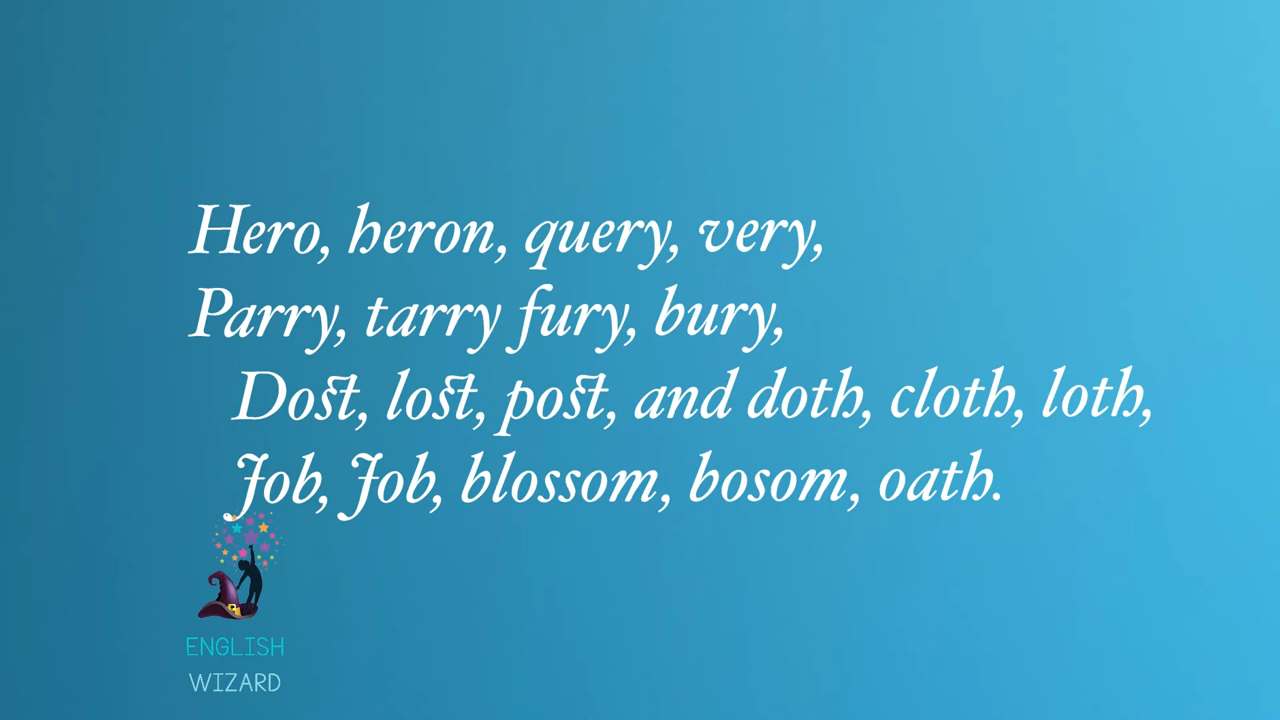 Hero, heron, query, very,
Parry, tarry fury, bury,
Dost, lost, post, and doth, cloth, loth,
Job, Job, blossom, bosom, oath.
ENGLISH
WIZARD